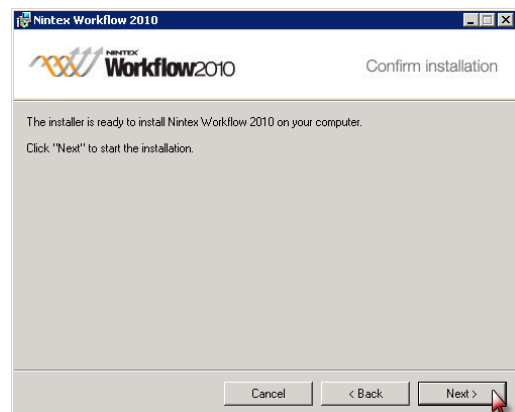 Nintex Workflow 2010
NINTEX
Workflow2010
Confirm installation
The installer is ready to install Nintex Workflow 2010 on your computer.
Click "Next" to start the installation.
Cancel
< Back
Next >